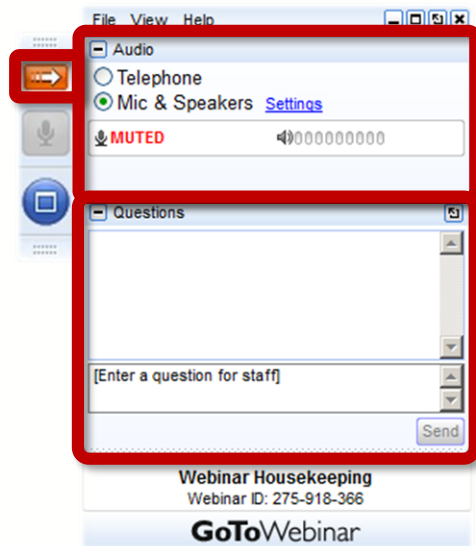 File View Help
Audio
Telephone
Mic & Speakers Settings
MUTED 000000000
Questions
[Enter a question for staff]
Send
Webinar Housekeeping
Webinar ID: 275-918-366
GoToWebinar